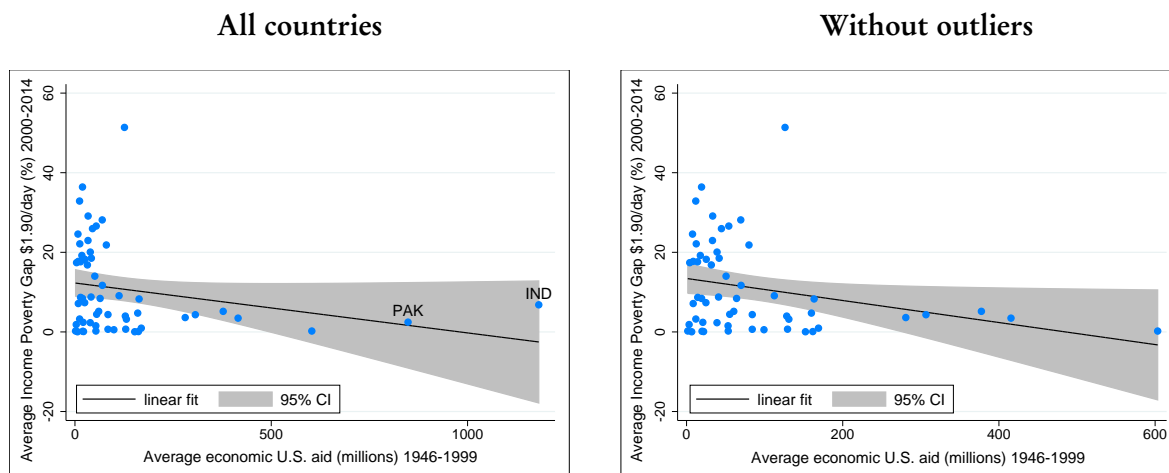 All countries
Without outliers
Average Income Poverty Gap $1.90/day (%) 2000-2014
60
40
20
0
-20
PAK
IND
linear fit
95% CI
0
500
1000
Average economic U.S. aid (millions) 1946-1999
Average Income Poverty Gap $1.90/day (%) 2000-2014
60
40
20
0
-20
linear fit
95% CI
0
200
400
600
Average economic U.S. aid (millions) 1946-1999